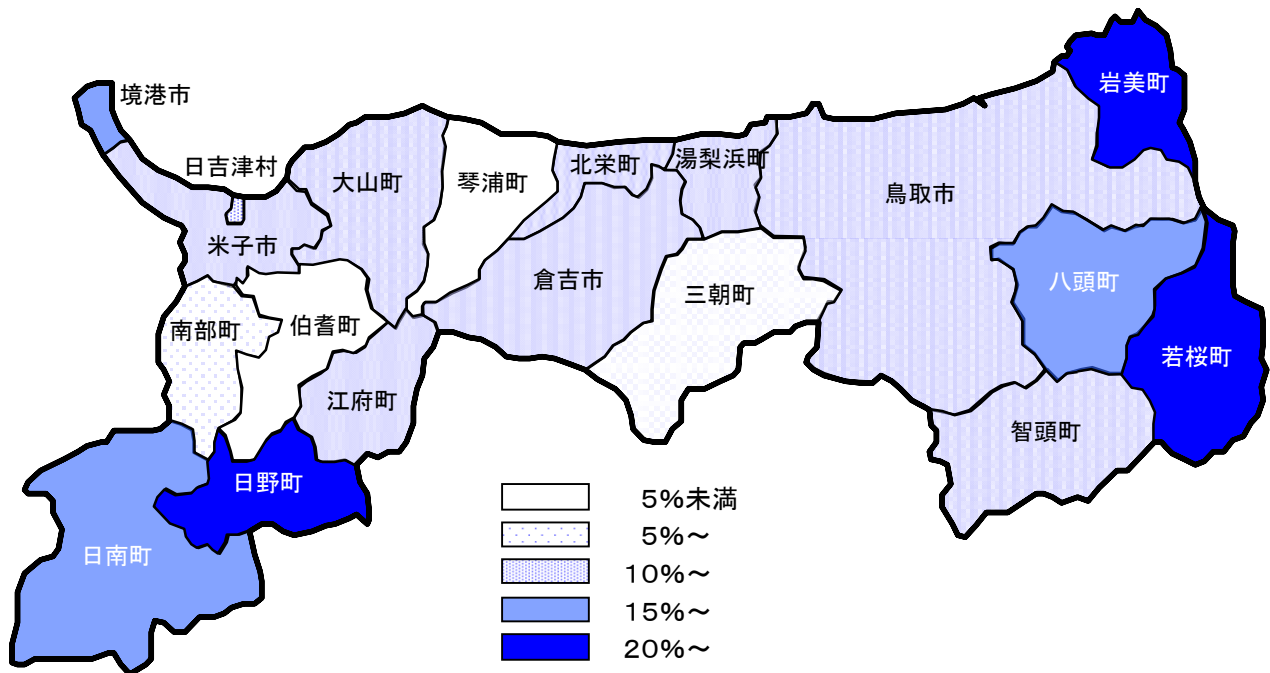 境港市
岩美町
日吉津村
大山町
琴浦町
北栄町
湯梨浜町
鳥取市
米子市
倉吉市
三朝町
八頭町
南部町
伯耆町
若桜町
江府町
智頭町
日野町
日南町
5%未満
5%~
10%~
15%~
20%~